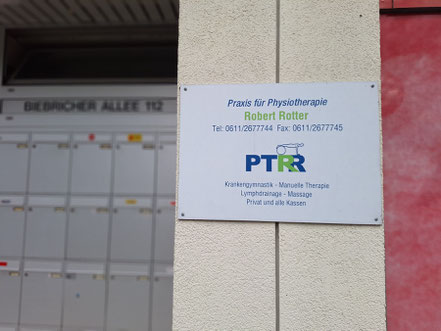 BIEBRICHER ALLEE 112
Praxis für Physiotherapie
Robert Rotter
Tel: 0611/2677744 Fax: 0611/2677745
PTRR
Krankengymnastik - Manuelle Therapie
Lymphdrainage - Massage
Privat und alle Kassen